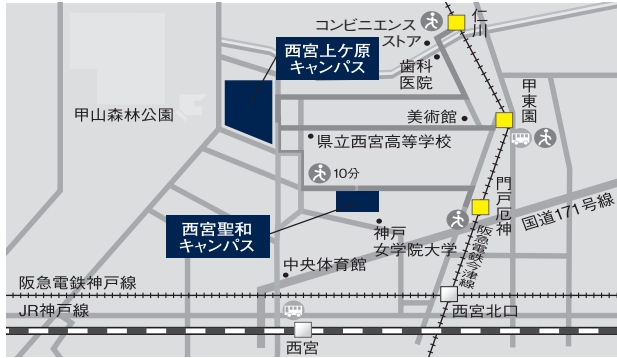 コンビニエンス
ストア
仁川
西宮上ケ原
キャンパス
歯科
医院
甲東園
甲山森林公園
美術館
県立西宮高等学校
10分
門戸厄神
国道171号線
西宮聖和
キャンパス
神戸
女学院大学
阪急電鉄今津線
中央体育館
阪急電鉄神戸線
JR神戸線
西宮北口
西宮